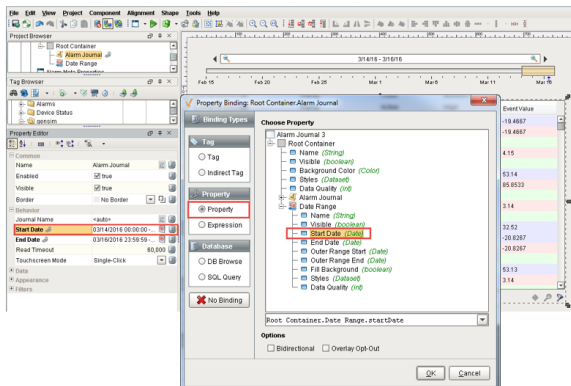 File Edit View Project Component Alignment Shape Tools Help
Project Browser
Root Container
Alarm Journal
Date Range
Tag Browser
Alarms
Device Status
gensim
Property Editor
Common
Name Alarm Journal
Enabled true
Visible true
Border No Border
Behavior
Journal Name <auto>
Start Date 03/14/2016 00:00:00 -...
End Date 03/16/2016 23:59:59 -...
Read Timeout 60,000
Touchscreen Mode Single-Click
Data
Appearance
Filters
3/14/16 - 3/16/16
Feb 15 Feb 20 Feb 25 Mar 1 Mar 6 Mar 11 Mar 16
Property Binding: Root Container.Alarm Journal
Binding Types
Tag
Tag
Indirect Tag
Property
Property
Expression
Database
DB Browse
SQL Query
No Binding
Choose Property
Alarm Journal 3
Root Container
Name (String)
Visible (boolean)
Background Color (Color)
Styles (Dataset)
Data Quality (Int)
Alarm Journal
Date Range
Name (String)
Visible (boolean)
Start Date (Date)
End Date (Date)
Outer Range Start (Date)
Outer Range End (Date)
Fill Background (boolean)
Styles (Dataset)
Data Quality (Int)
Root Container.Date Range.startDate
Options
Bidirectional Overlay Opt-Out
OK Cancel
Event Value
-19.4667
-19.4667
4.15
53.14
85.8533
3.14
32.52
-20.8267
-20.8267
53.13
3.14